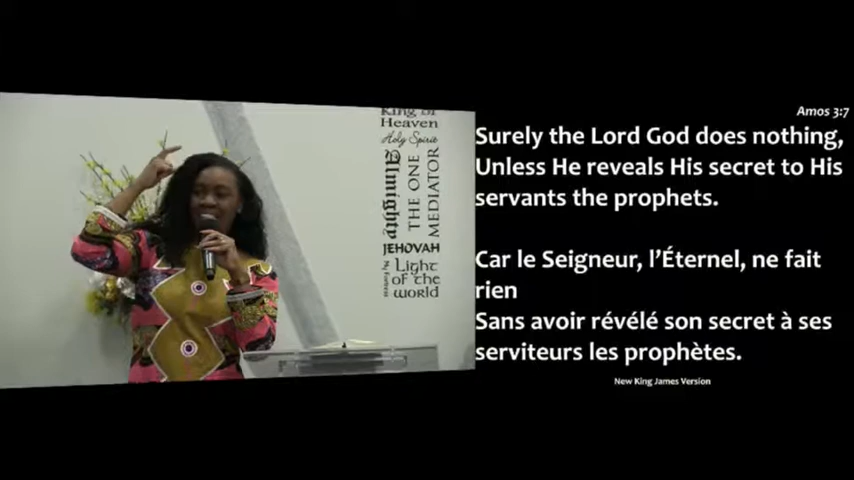 King of
Heaven
Holy Spirit
Almighty
THE ONE
MEDIATOR
JEHOVAH
My Fortress
Light
of the
WORLD
Amos 3:7
Surely the Lord God does nothing,
Unless He reveals His secret to His
servants the prophets.
Car le Seigneur, l’Éternel, ne fait
rien
Sans avoir révélé son secret à ses
serviteurs les prophètes.
New King James Version